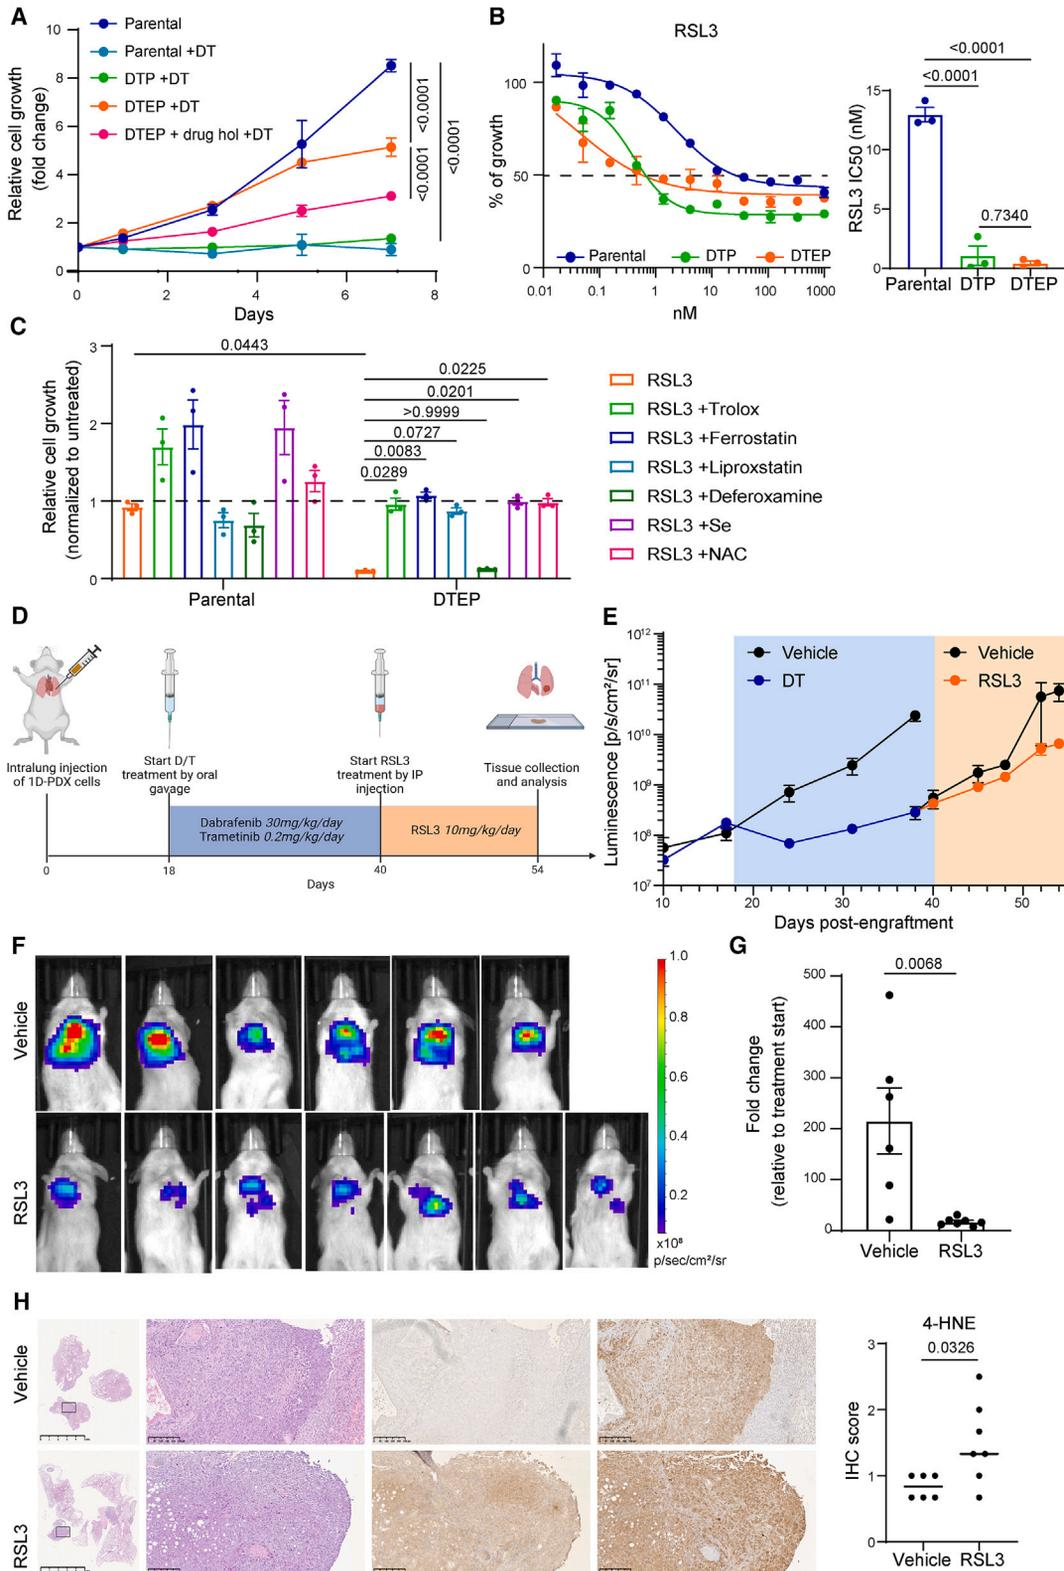 A
Relative cell growth
(fold change)
10
8
6
4
2
0
0 2 4 6 8
Days
Parental
Parental +DT
DTP +DT
DTEP +DT
DTEP + drug hol +DT
<0.0001
<0.0001
<0.0001
B
RSL3
% of growth
100
50
0
Parental DTP DTEP
0.01 0.1 1 10 100 1000
nM
RSL3 IC50 (nM)
15
10
5
0
<0.0001
<0.0001
0.7340
Parental DTP DTEP
C
Relative cell growth
(normalized to untreated)
3
2
1
0
0.0443
0.0225
0.0201
>0.9999
0.0727
0.0083
0.0289
Parental DTEP
RSL3
RSL3 +Trolox
RSL3 +Ferrostatin
RSL3 +Liproxstatin
RSL3 +Deferoxamine
RSL3 +Se
RSL3 +NAC
D
Intralung injection
of 1D-PDX cells
Start D/T
treatment by oral
gavage
Start RSL3
treatment by IP
injection
Tissue collection
and analysis
Dabrafenib 30mg/kg/day
Trametinib 0.2mg/kg/day
RSL3 10mg/kg/day
0 18 40 54
Days
E
Luminescence [p/s/cm²/sr]
10¹²
10¹¹
10¹⁰
10⁹
10⁸
10⁷
Vehicle
DT
Vehicle
RSL3
10 20 30 40 50
Days post-engraftment
F
Vehicle
RSL3
1.0
0.8
0.6
0.4
0.2
x10⁸
p/sec/cm²/sr
G
Fold change
(relative to treatment start)
500
400
300
200
100
0
0.0068
Vehicle RSL3
H
Vehicle
RSL3
4-HNE
0.0326
IHC score
3
2
1
0
Vehicle RSL3